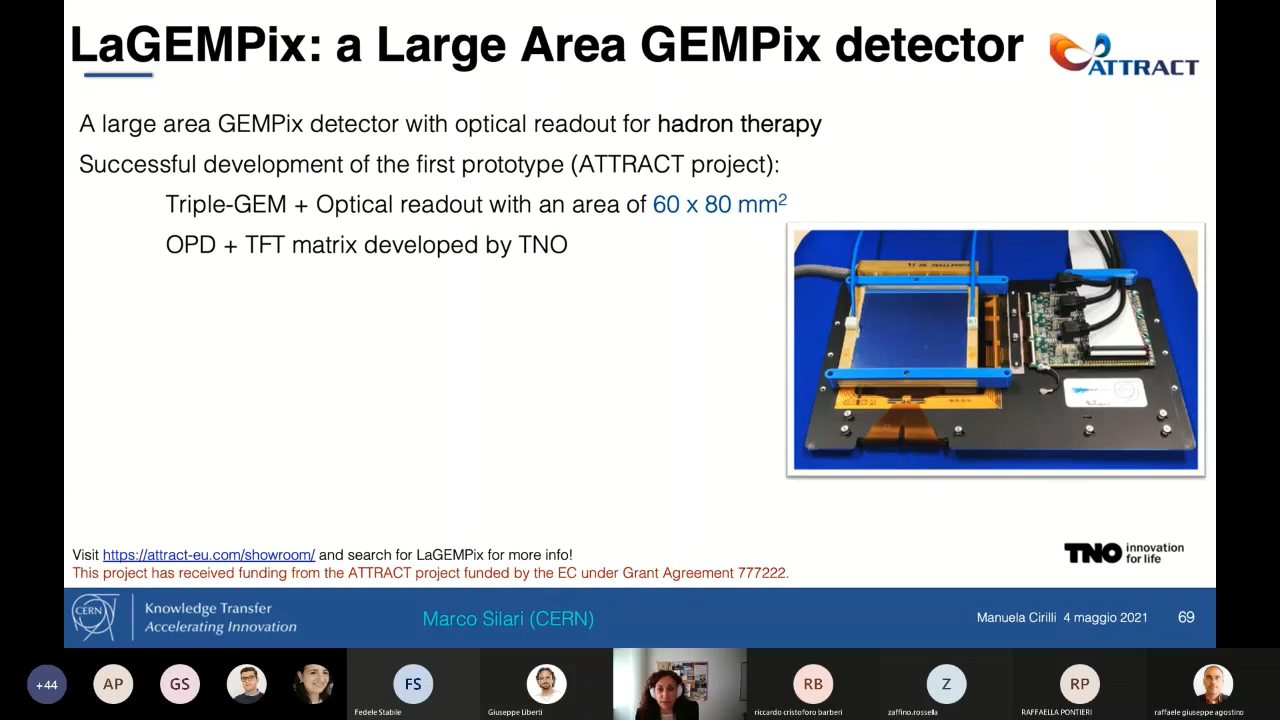 LaGEMPix: a Large Area GEMPix detector
ATTRACT
A large area GEMPix detector with optical readout for hadron therapy
Successful development of the first prototype (ATTRACT project):
Triple-GEM + Optical readout with an area of 60 x 80 mm²
OPD + TFT matrix developed by TNO
Visit https://attract-eu.com/showroom/ and search for LaGEMPix for more info!
This project has received funding from the ATTRACT project funded by the EC under Grant Agreement 777222.
TNO innovation
for life
CERN
Knowledge Transfer
Accelerating Innovation
Marco Silari (CERN)
Manuela Cirilli 4 maggio 2021
69
+44
AP
GS
FS
RB
Z
RP
Fedele Stabile
Giuseppe Liberti
riccardo cristoforo barberi
zaffino.rossella
RAFFAELLA PONTIERI
raffaele giuseppe agostino